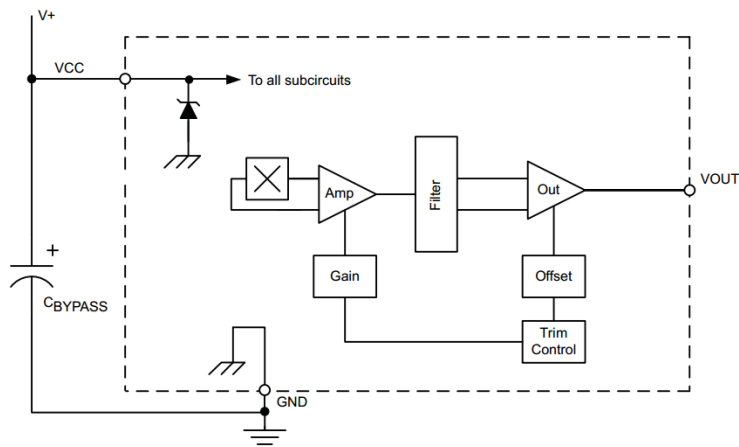 V+
VCC
To all subcircuits
Amp
Filter
Out
VOUT
Gain
Offset
+
CBYPASS
Trim
Control
GND